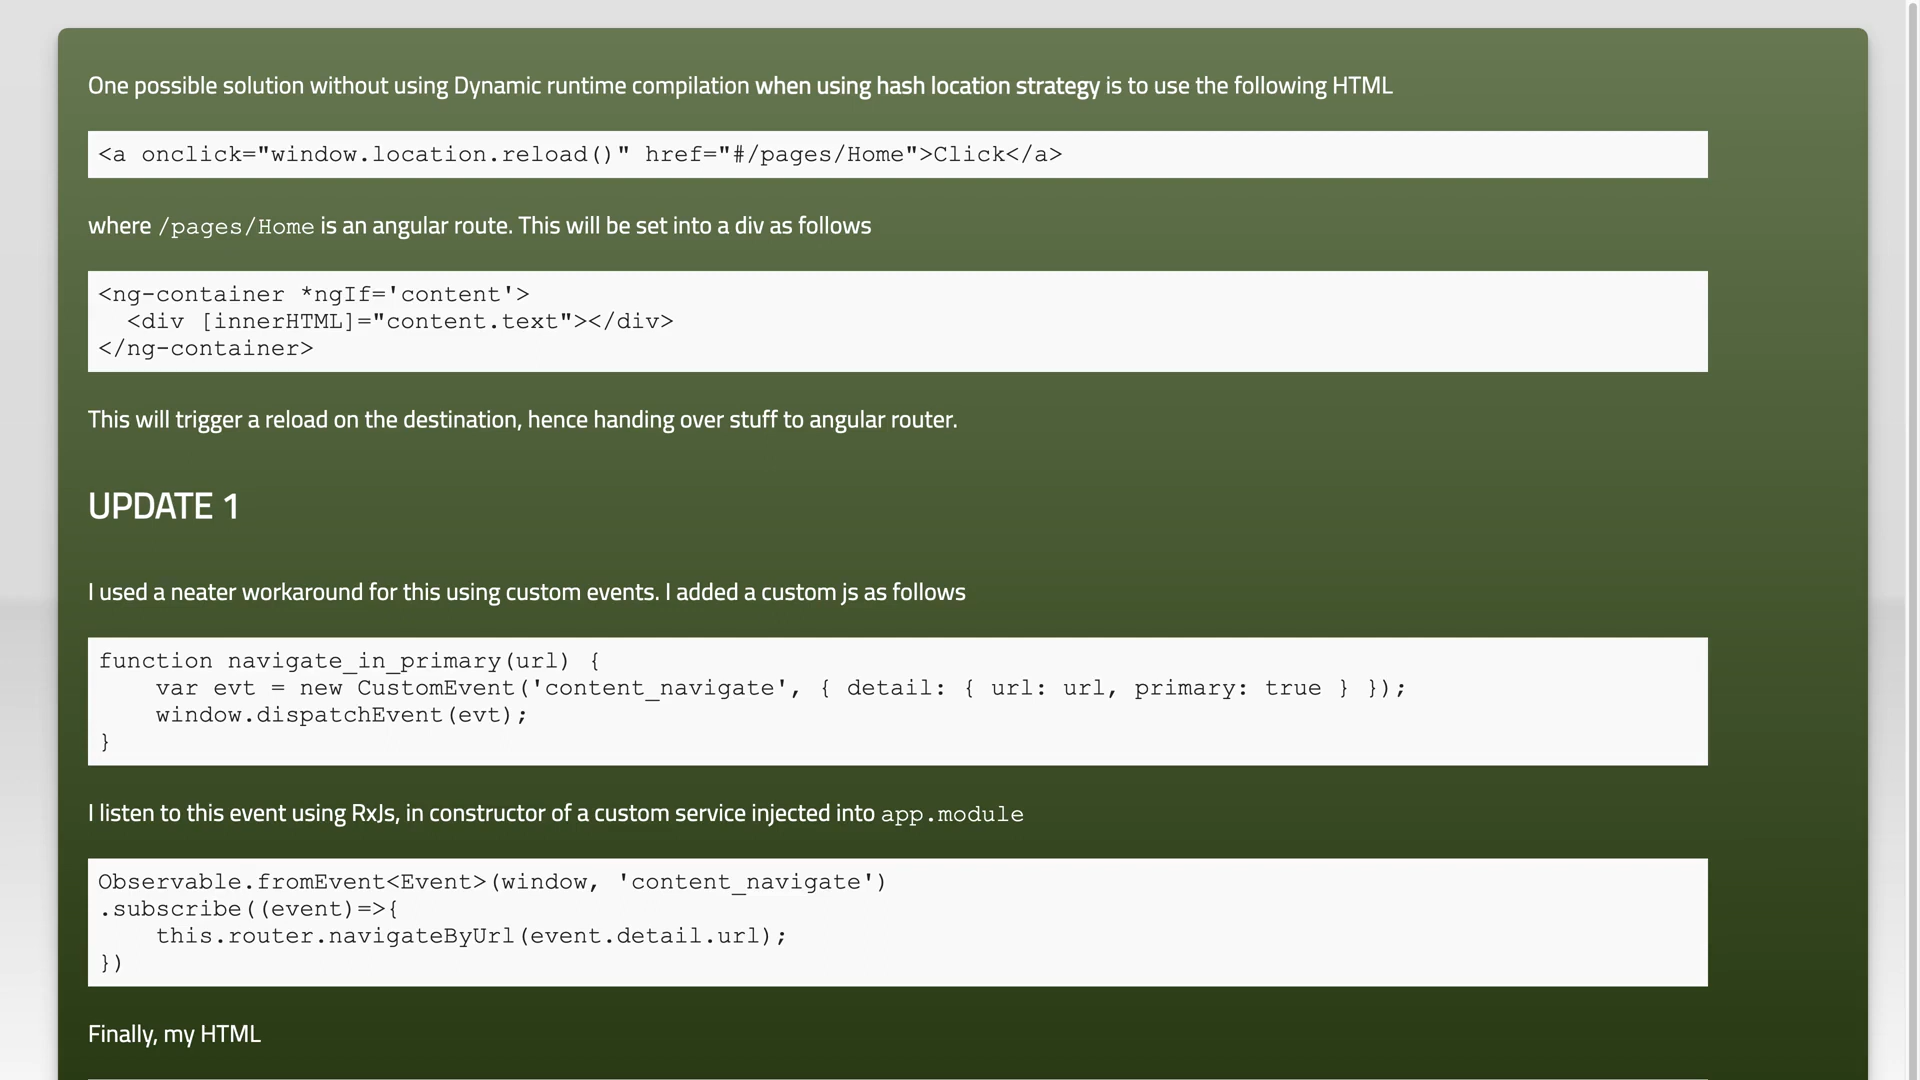 One possible solution without using Dynamic runtime compilation when using hash location strategy is to use the following HTML
<a onclick="window.location.reload()" href="#/pages/Home">Click</a>
where /pages/Home is an angular route. This will be set into a div as follows
<ng-container *ngIf='content'>
  <div [innerHTML]="content.text"></div>
</ng-container>
This will trigger a reload on the destination, hence handing over stuff to angular router.
UPDATE 1
I used a neater workaround for this using custom events. I added a custom js as follows
function navigate_in_primary(url) {
    var evt = new CustomEvent('content_navigate', { detail: { url: url, primary: true } });
    window.dispatchEvent(evt);
}
I listen to this event using RxJs, in constructor of a custom service injected into app.module
Observable.fromEvent<Event>(window, 'content_navigate')
.subscribe((event)=>{
    this.router.navigateByUrl(event.detail.url);
})
Finally, my HTML